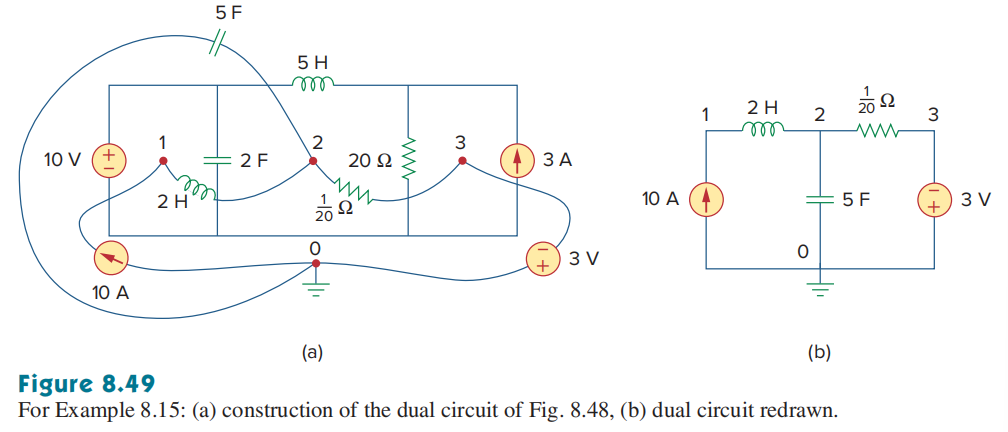 5 F
5 H
10 V
+
−
1
2 F
2 H
2
20 Ω
1/20 Ω
3
3 A
0
10 A
−
+
3 V
(a)
1
2 H
2
1/20 Ω
3
10 A
5 F
−
+
3 V
0
(b)
Figure 8.49
For Example 8.15: (a) construction of the dual circuit of Fig. 8.48, (b) dual circuit redrawn.